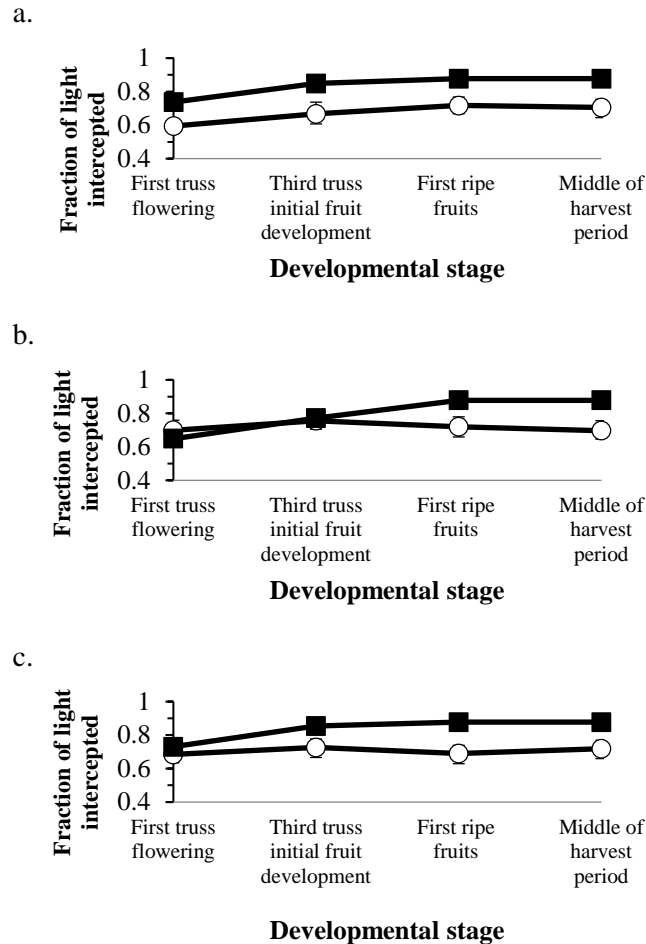 a.
Fraction of light
intercepted
1
0.8
0.6
0.4
First truss
flowering
Third truss
initial fruit
development
First ripe
fruits
Middle of
harvest
period
Developmental stage
b.
Fraction of light
intercepted
1
0.8
0.6
0.4
First truss
flowering
Third truss
initial fruit
development
First ripe
fruits
Middle of
harvest
period
Developmental stage
c.
Fraction of light
intercepted
1
0.8
0.6
0.4
First truss
flowering
Third truss
initial fruit
development
First ripe
fruits
Middle of
harvest
period
Developmental stage